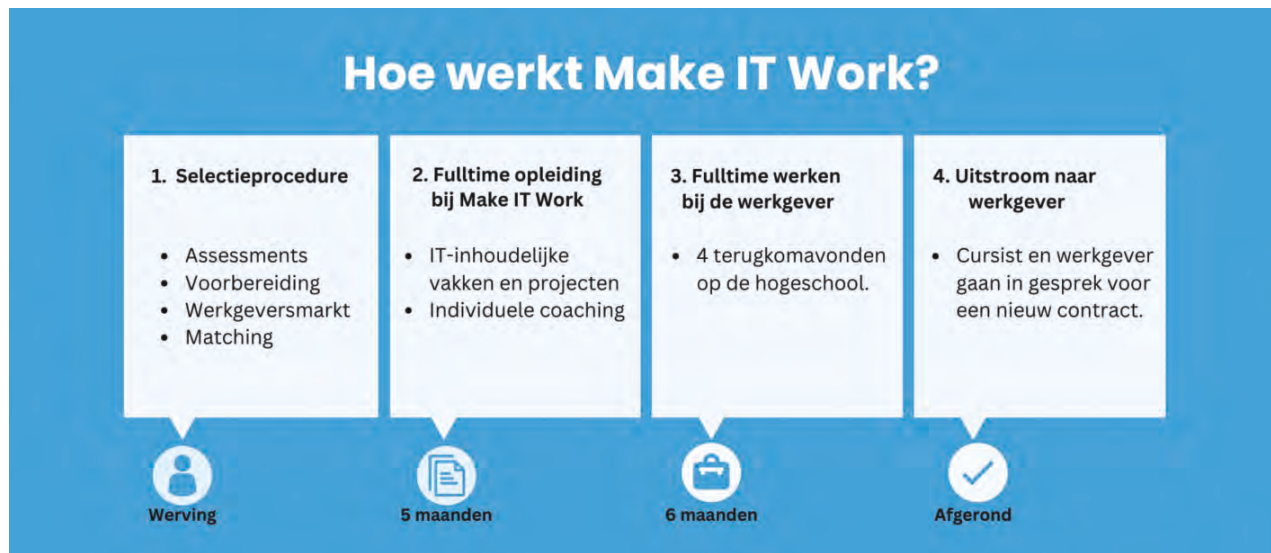 Hoe werkt Make IT Work?
1. Selectieprocedure
• Assessments
• Voorbereiding
• Werkgeversmarkt
• Matching
Werving
2. Fulltime opleiding
bij Make IT Work
• IT-inhoudelijke
vakken en projecten
• Individuele coaching
5 maanden
3. Fulltime werken
bij de werkgever
• 4 terugkomavonden
op de hogeschool.
6 maanden
4. Uitstroom naar
werkgever
• Cursist en werkgever
gaan in gesprek voor
een nieuw contract.
Afgerond